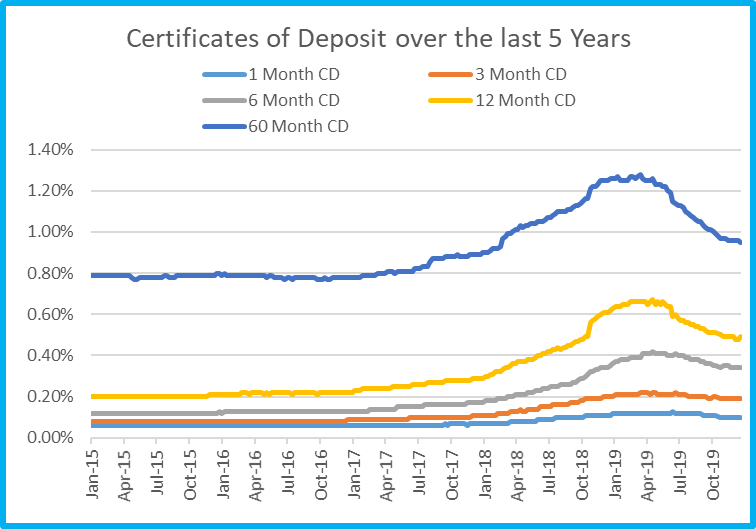 Certificates of Deposit over the last 5 Years
1 Month CD
3 Month CD
6 Month CD
12 Month CD
60 Month CD
1.40%
1.20%
1.00%
0.80%
0.60%
0.40%
0.20%
0.00%
Jan-15
Apr-15
Jul-15
Oct-15
Jan-16
Apr-16
Jul-16
Oct-16
Jan-17
Apr-17
Jul-17
Oct-17
Jan-18
Apr-18
Jul-18
Oct-18
Jan-19
Apr-19
Jul-19
Oct-19